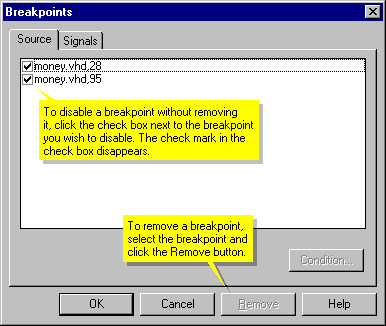 Breakpoints
Source
Signals
money.vhd,28
money.vhd,95
To disable a breakpoint without removing
it, click the check box next to the breakpoint
you wish to disable. The check mark in the
check box disappears.
To remove a breakpoint,
select the breakpoint and
click the Remove button.
Condition...
OK
Cancel
Remove
Help